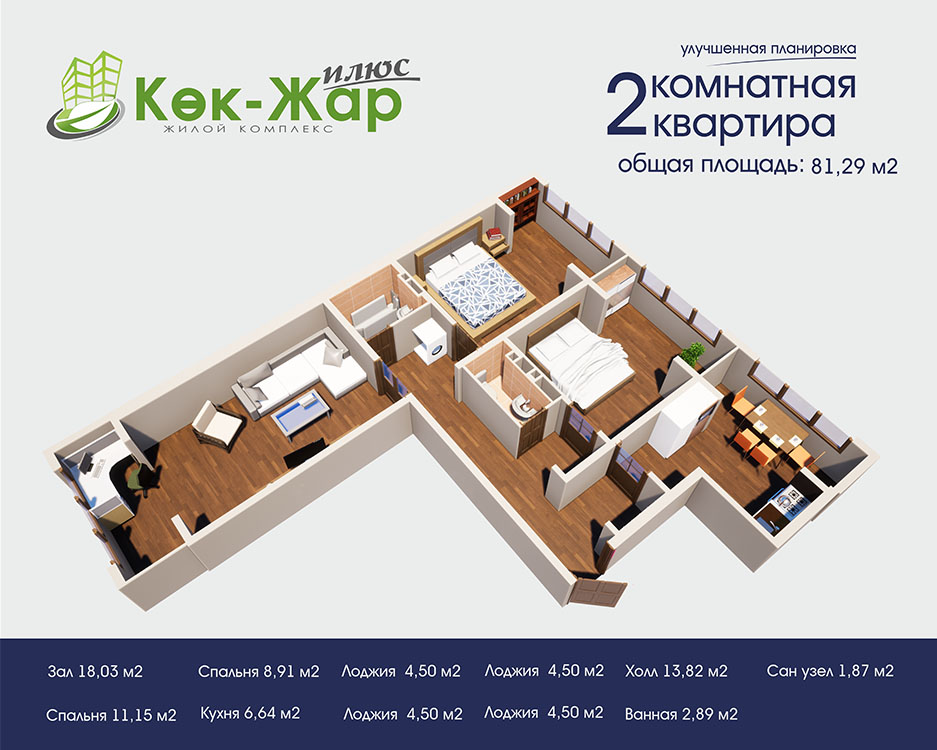 Көк-Жар
плюс
ЖИЛОЙ КОМПЛЕКС
улучшенная планировка
2 комнатная
квартира
общая площадь: 81,29 м2
Зал 18,03 м2 Спальня 8,91 м2 Лоджия 4,50 м2 Лоджия 4,50 м2 Холл 13,82 м2 Сан узел 1,87 м2
Спальня 11,15 м2 Кухня 6,64 м2 Лоджия 4,50 м2 Лоджия 4,50 м2 Ванная 2,89 м2